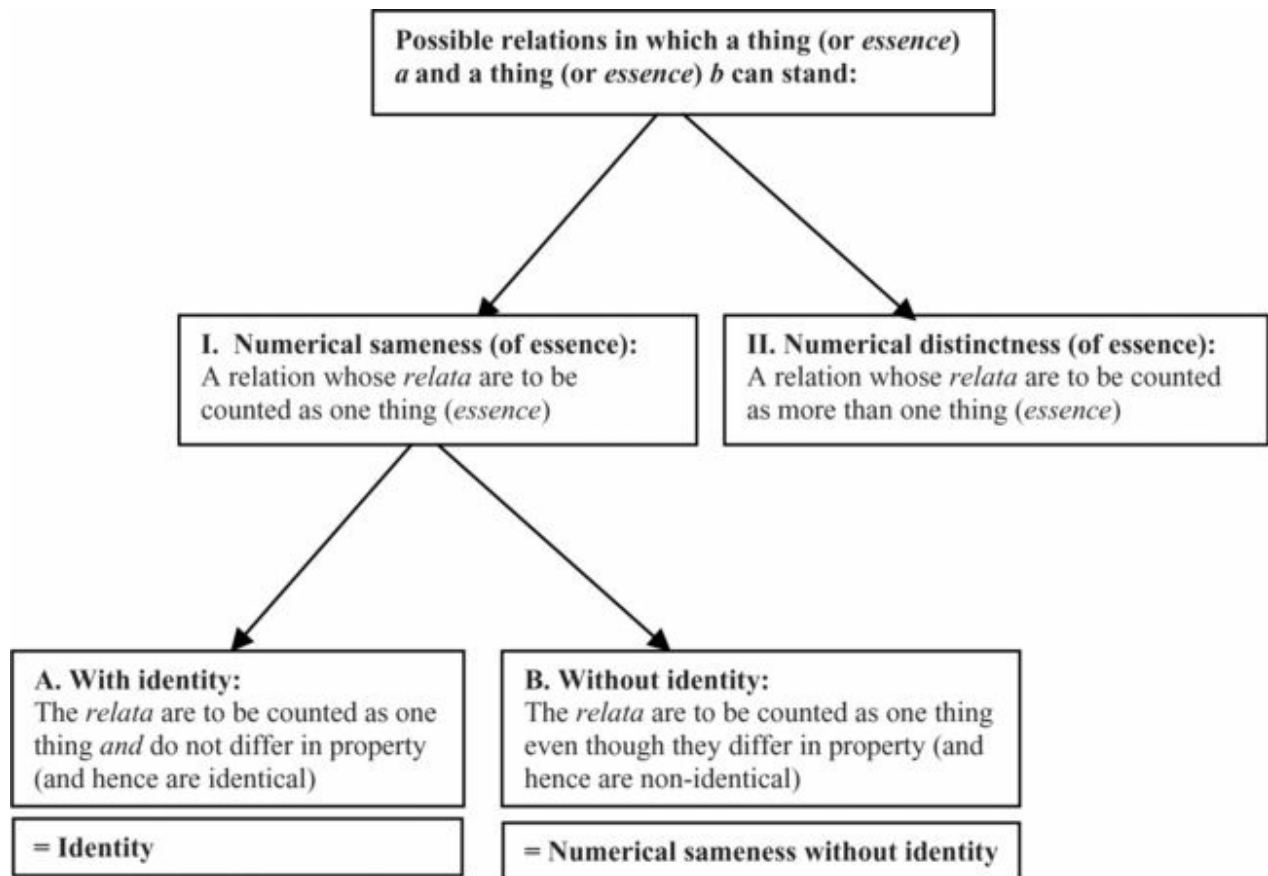 Possible relations in which a thing (or essence)
a and a thing (or essence) b can stand:
I. Numerical sameness (of essence):
A relation whose relata are to be
counted as one thing (essence)
II. Numerical distinctness (of essence):
A relation whose relata are to be counted
as more than one thing (essence)
A. With identity:
The relata are to be counted as one
thing and do not differ in property
(and hence are identical)
= Identity
B. Without identity:
The relata are to be counted as one thing
even though they differ in property (and
hence are non-identical)
= Numerical sameness without identity